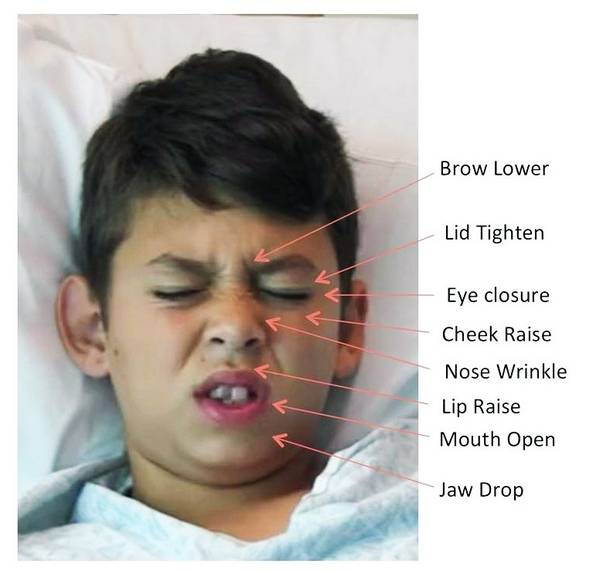 Brow Lower
Lid Tighten
Eye closure
Cheek Raise
Nose Wrinkle
Lip Raise
Mouth Open
Jaw Drop